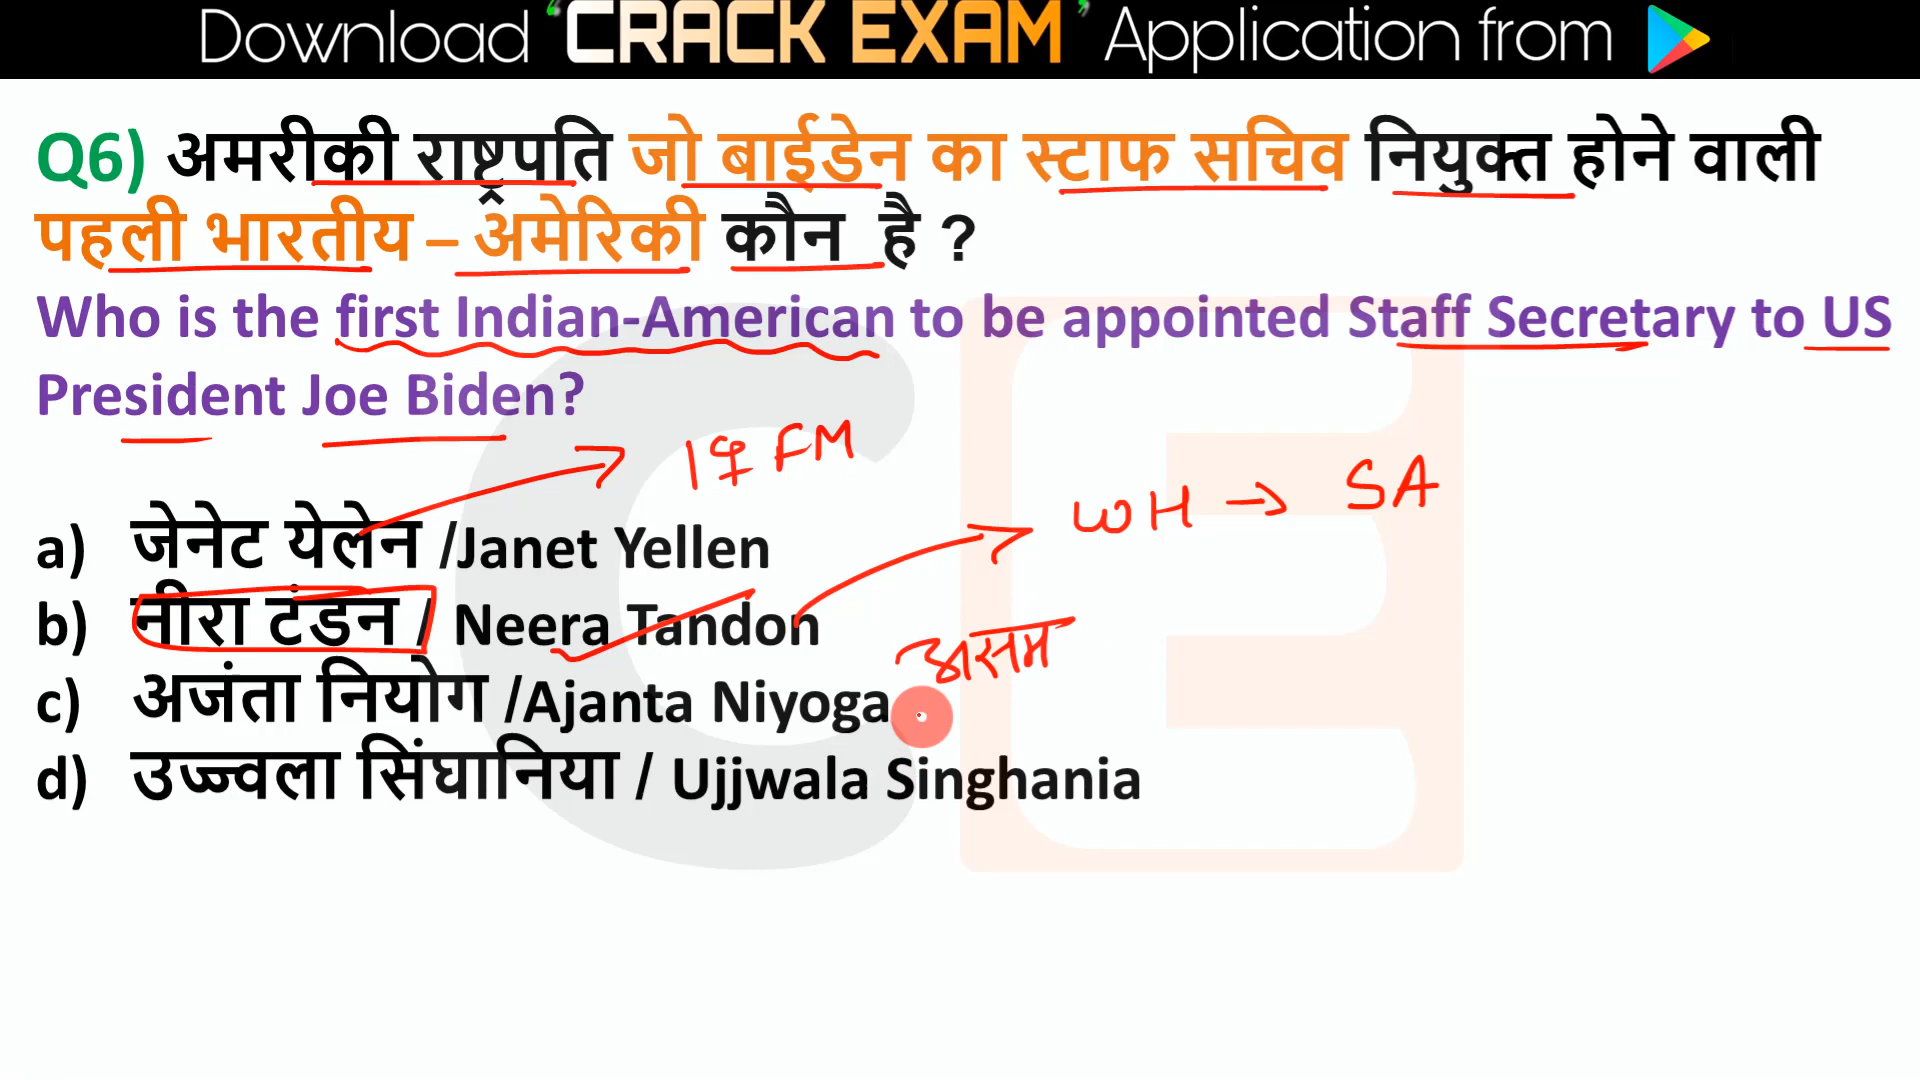 Download ‘CRACK EXAM’ Application from
Q6) अमरीकी राष्ट्रपति जो बाईडेन का स्टाफ सचिव नियुक्त होने वाली
पहली भारतीय – अमेरिकी कौन है ?
Who is the first Indian-American to be appointed Staff Secretary to US
President Joe Biden?
FM
WH → SA
a) जेनेट येलेन /Janet Yellen
b) नीरा टंडन / Neera Tandon
असम
c) अजंता नियोग /Ajanta Niyoga
d) उज्ज्वला सिंघानिया / Ujjwala Singhania